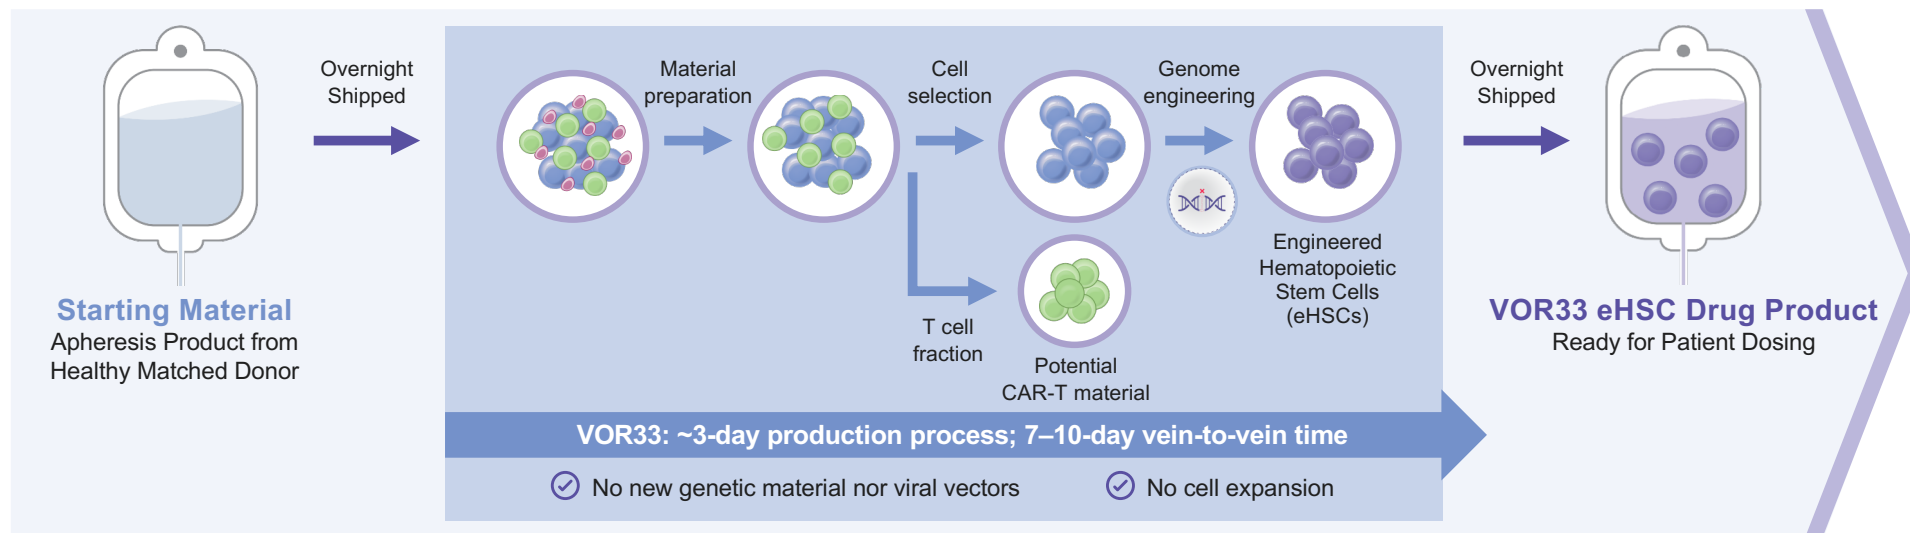 Starting Material
Apheresis Product from
Healthy Matched Donor
Overnight
Shipped
Material
preparation
Cell
selection
Genome
engineering
T cell
fraction
Potential
CAR-T material
Engineered
Hematopoietic
Stem Cells
(eHSCs)
Overnight
Shipped
VOR33 eHSC Drug Product
Ready for Patient Dosing
VOR33: ~3-day production process; 7–10-day vein-to-vein time
No new genetic material nor viral vectors
No cell expansion